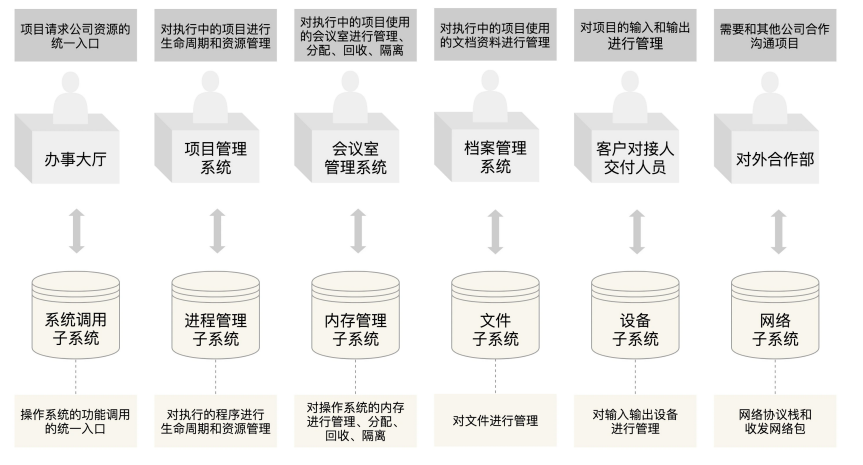 项目请求公司资源的
统一入口
对执行中的项目进行
生命周期和资源管理
对执行中的项目使用
的会议室进行管理、
分配、回收、隔离
对执行中的项目使用
的文档资料进行管理
对项目的输入和输出
进行管理
需要和其他公司合作
沟通项目
办事大厅
项目管理
系统
会议室
管理系统
档案管理
系统
客户对接人
交付人员
对外合作部
系统调用
子系统
进程管理
子系统
内存管理
子系统
文件
子系统
设备
子系统
网络
子系统
操作系统的功能调用
的统一入口
对执行的程序进行
生命周期和资源管理
对操作系统的内存
进行管理、分配、
回收、隔离
对文件进行管理
对输入输出设备
进行管理
网络协议栈和
收发网络包